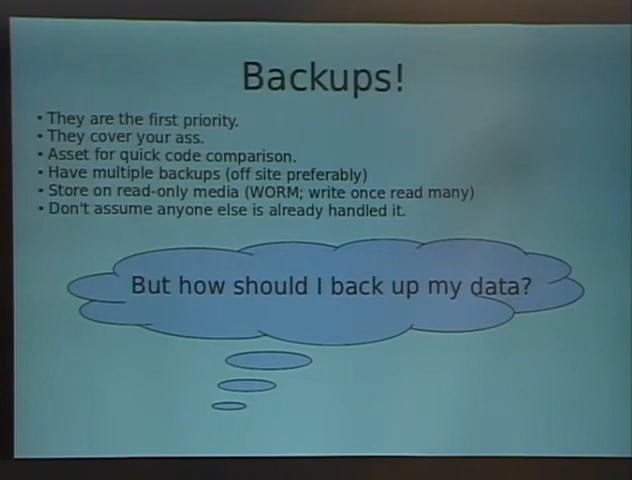 Backups!
• They are the first priority.
• They cover your ass.
• Asset for quick code comparison.
• Have multiple backups (off site preferably)
• Store on read-only media (WORM; write once read many)
• Don't assume anyone else is already handled it.
But how should I back up my data?